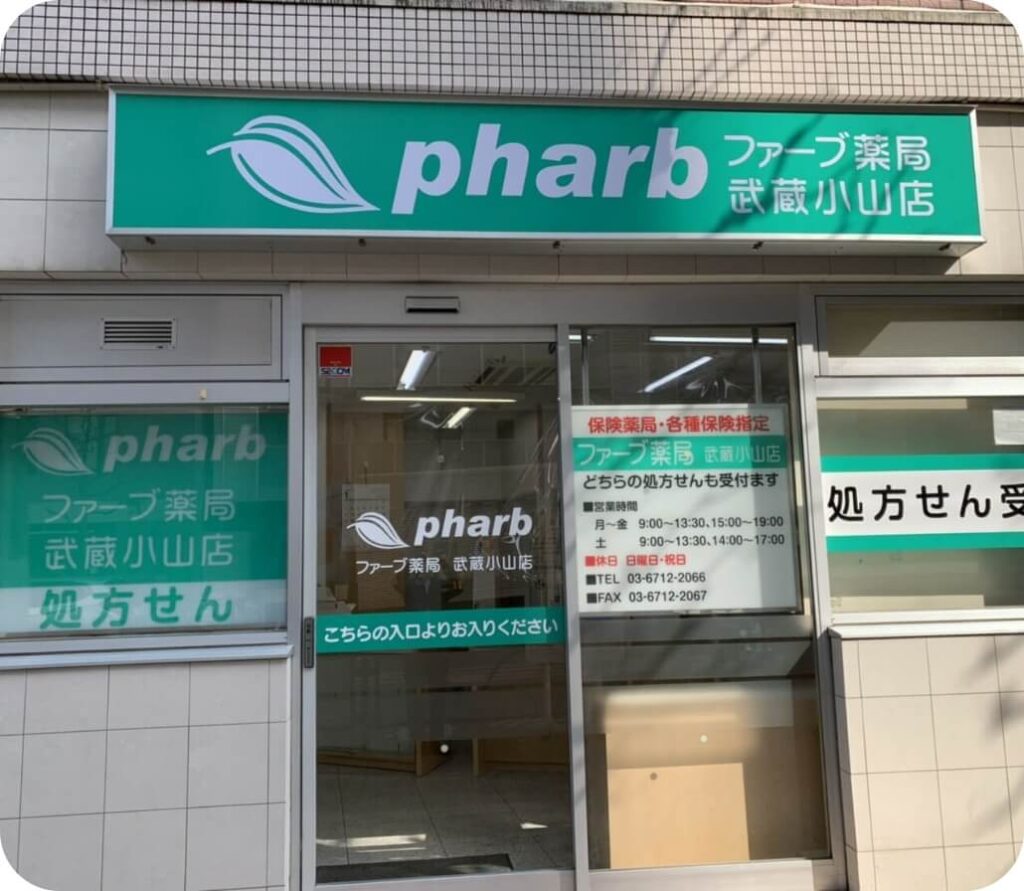 pharb
ファーブ薬局
武蔵小山店
SECOM
pharb
ファーブ薬局
武蔵小山店
処方せん
pharb
ファーブ薬局 武蔵小山店
こちらの入口よりお入りください
保険薬局・各種保険指定
ファーブ薬局 武蔵小山店
どちらの処方せんも受付ます
■営業時間
月〜金 9:00〜13:30、15:00〜19:00
土 9:00〜13:30、14:00〜17:00
■休日 日曜日・祝日
■TEL 03-6712-2066
■FAX 03-6712-2067
処方せん受